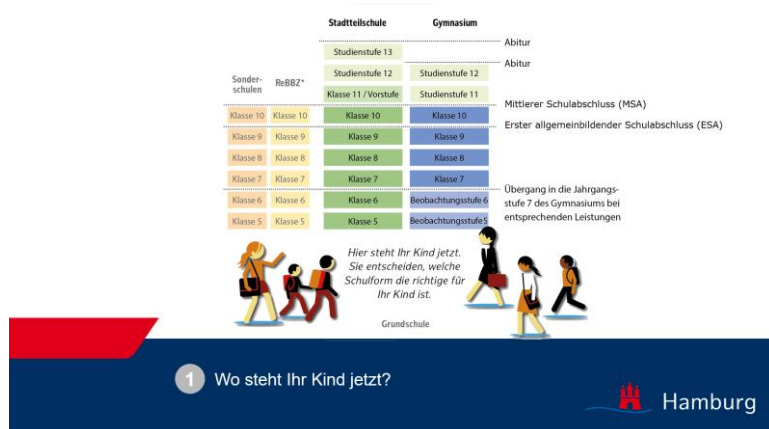 Stadtteilschule Gymnasium
Abitur
Studienstufe 13
Abitur
Studienstufe 12 Studienstufe 12
Sonder-
schulen ReBBZ*
Klasse 11 / Vorstufe Studienstufe 11
Mittlerer Schulabschluss (MSA)
Klasse 10 Klasse 10 Klasse 10 Klasse 10
Erster allgemeinbildender Schulabschluss (ESA)
Klasse 9 Klasse 9 Klasse 9 Klasse 9
Klasse 8 Klasse 8 Klasse 8 Klasse 8
Klasse 7 Klasse 7 Klasse 7 Klasse 7
Klasse 6 Klasse 6 Klasse 6 Beobachtungsstufe 6
Klasse 5 Klasse 5 Klasse 5 Beobachtungsstufe 5
Übergang in die Jahrgangs-
stufe 7 des Gymnasiums bei
entsprechenden Leistungen
Hier steht Ihr Kind jetzt.
Sie entscheiden, welche
Schulform die richtige für
Ihr Kind ist.
Grundschule
1 Wo steht Ihr Kind jetzt?
Hamburg